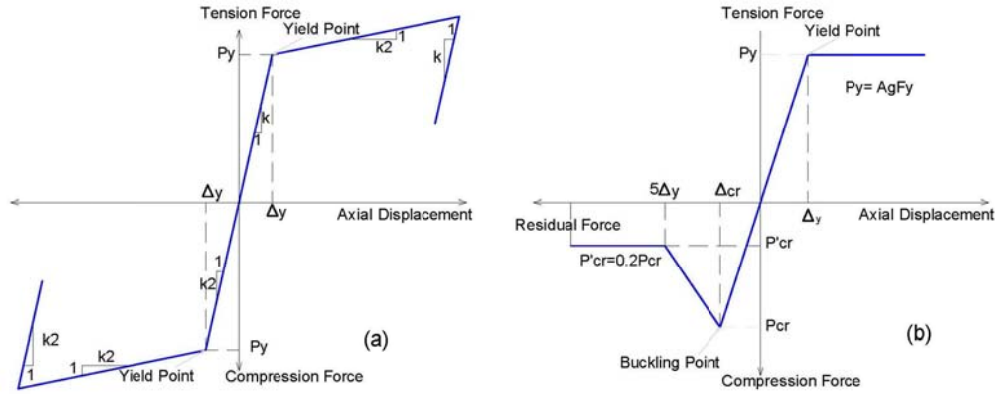 Tension Force
Yield Point
Py
k2
1
1
k
k
1
Δy
Δy
Axial Displacement
1
k2
k2
1
1
k2
Py
Yield Point
Compression Force
(a)
Tension Force
Yield Point
Py
Py= AgFy
5Δy
Δcr
Δy
Axial Displacement
Residual Force
P'cr
P'cr=0.2Pcr
Pcr
Buckling Point
Compression Force
(b)